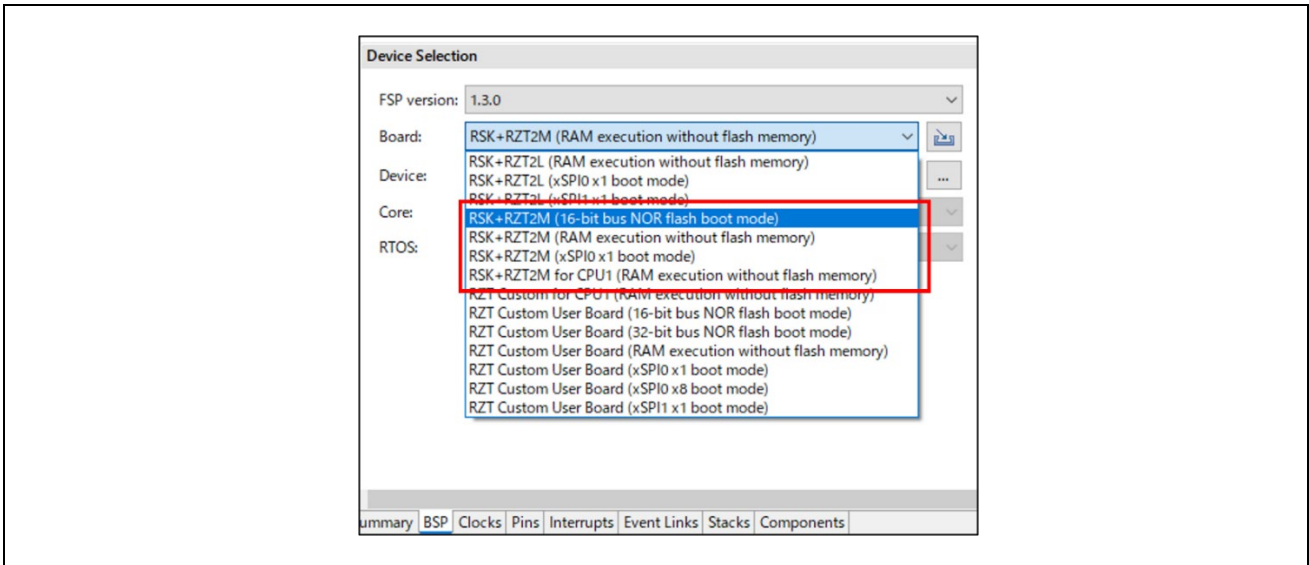 Device Selection
FSP version: 1.3.0
Board: RSK+RZT2M (RAM execution without flash memory)
RSK+RZT2L (RAM execution without flash memory)
Device: ...
RSK+RZT2L (xSPI0 x1 boot mode)
RSK+RZT2L (xSPI1 x1 boot mode)
Core:
RSK+RZT2M (16-bit bus NOR flash boot mode)
RSK+RZT2M (RAM execution without flash memory)
RTOS:
RSK+RZT2M (xSPI0 x1 boot mode)
RSK+RZT2M for CPU1 (RAM execution without flash memory)
RZT Custom for CPU1 (RAM execution without flash memory)
RZT Custom User Board (16-bit bus NOR flash boot mode)
RZT Custom User Board (32-bit bus NOR flash boot mode)
RZT Custom User Board (RAM execution without flash memory)
RZT Custom User Board (xSPI0 x1 boot mode)
RZT Custom User Board (xSPI0 x8 boot mode)
RZT Custom User Board (xSPI1 x1 boot mode)
ummary BSP Clocks Pins Interrupts Event Links Stacks Components